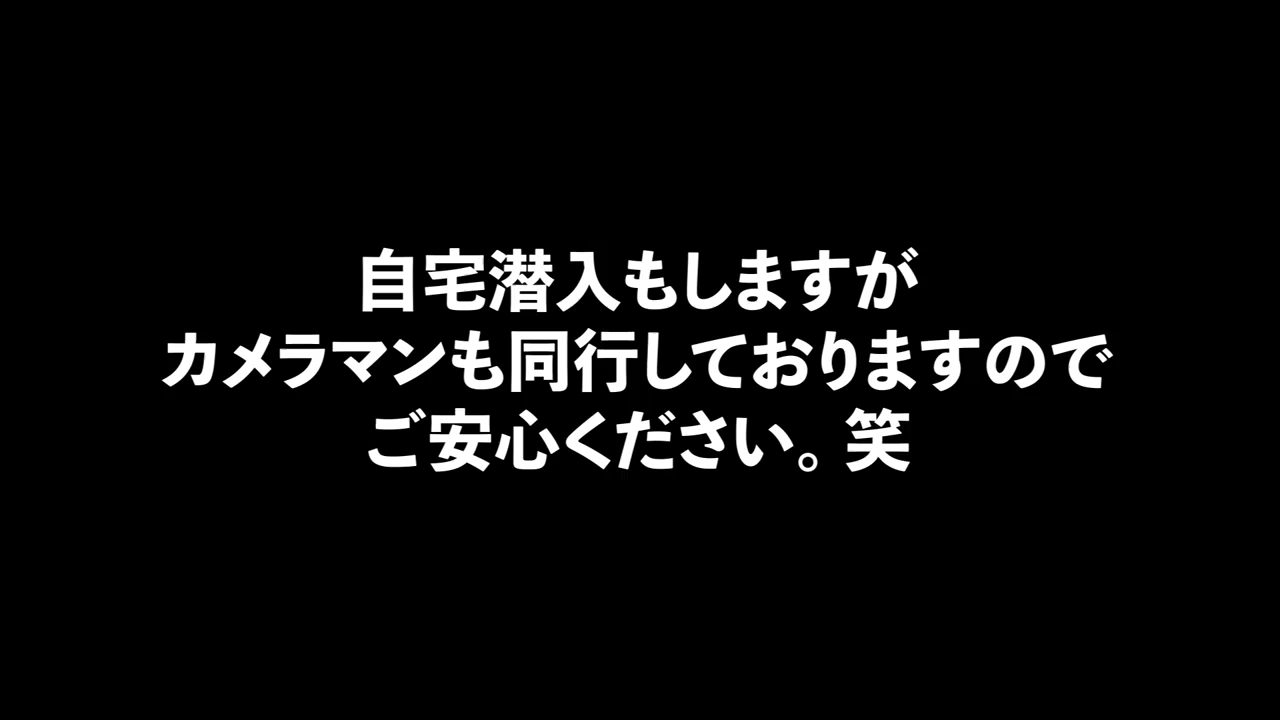 自宅潜入もしますが
カメラマンも同行しておりますので
ご安心ください。笑